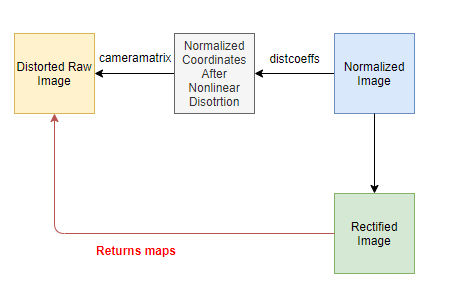 cameramatrix
distcoeffs
Distorted Raw
Image
Normalized
Coordinates
After
Nonlinear
Disotrtion
Normalized
Image
Rectified
Image
Returns maps